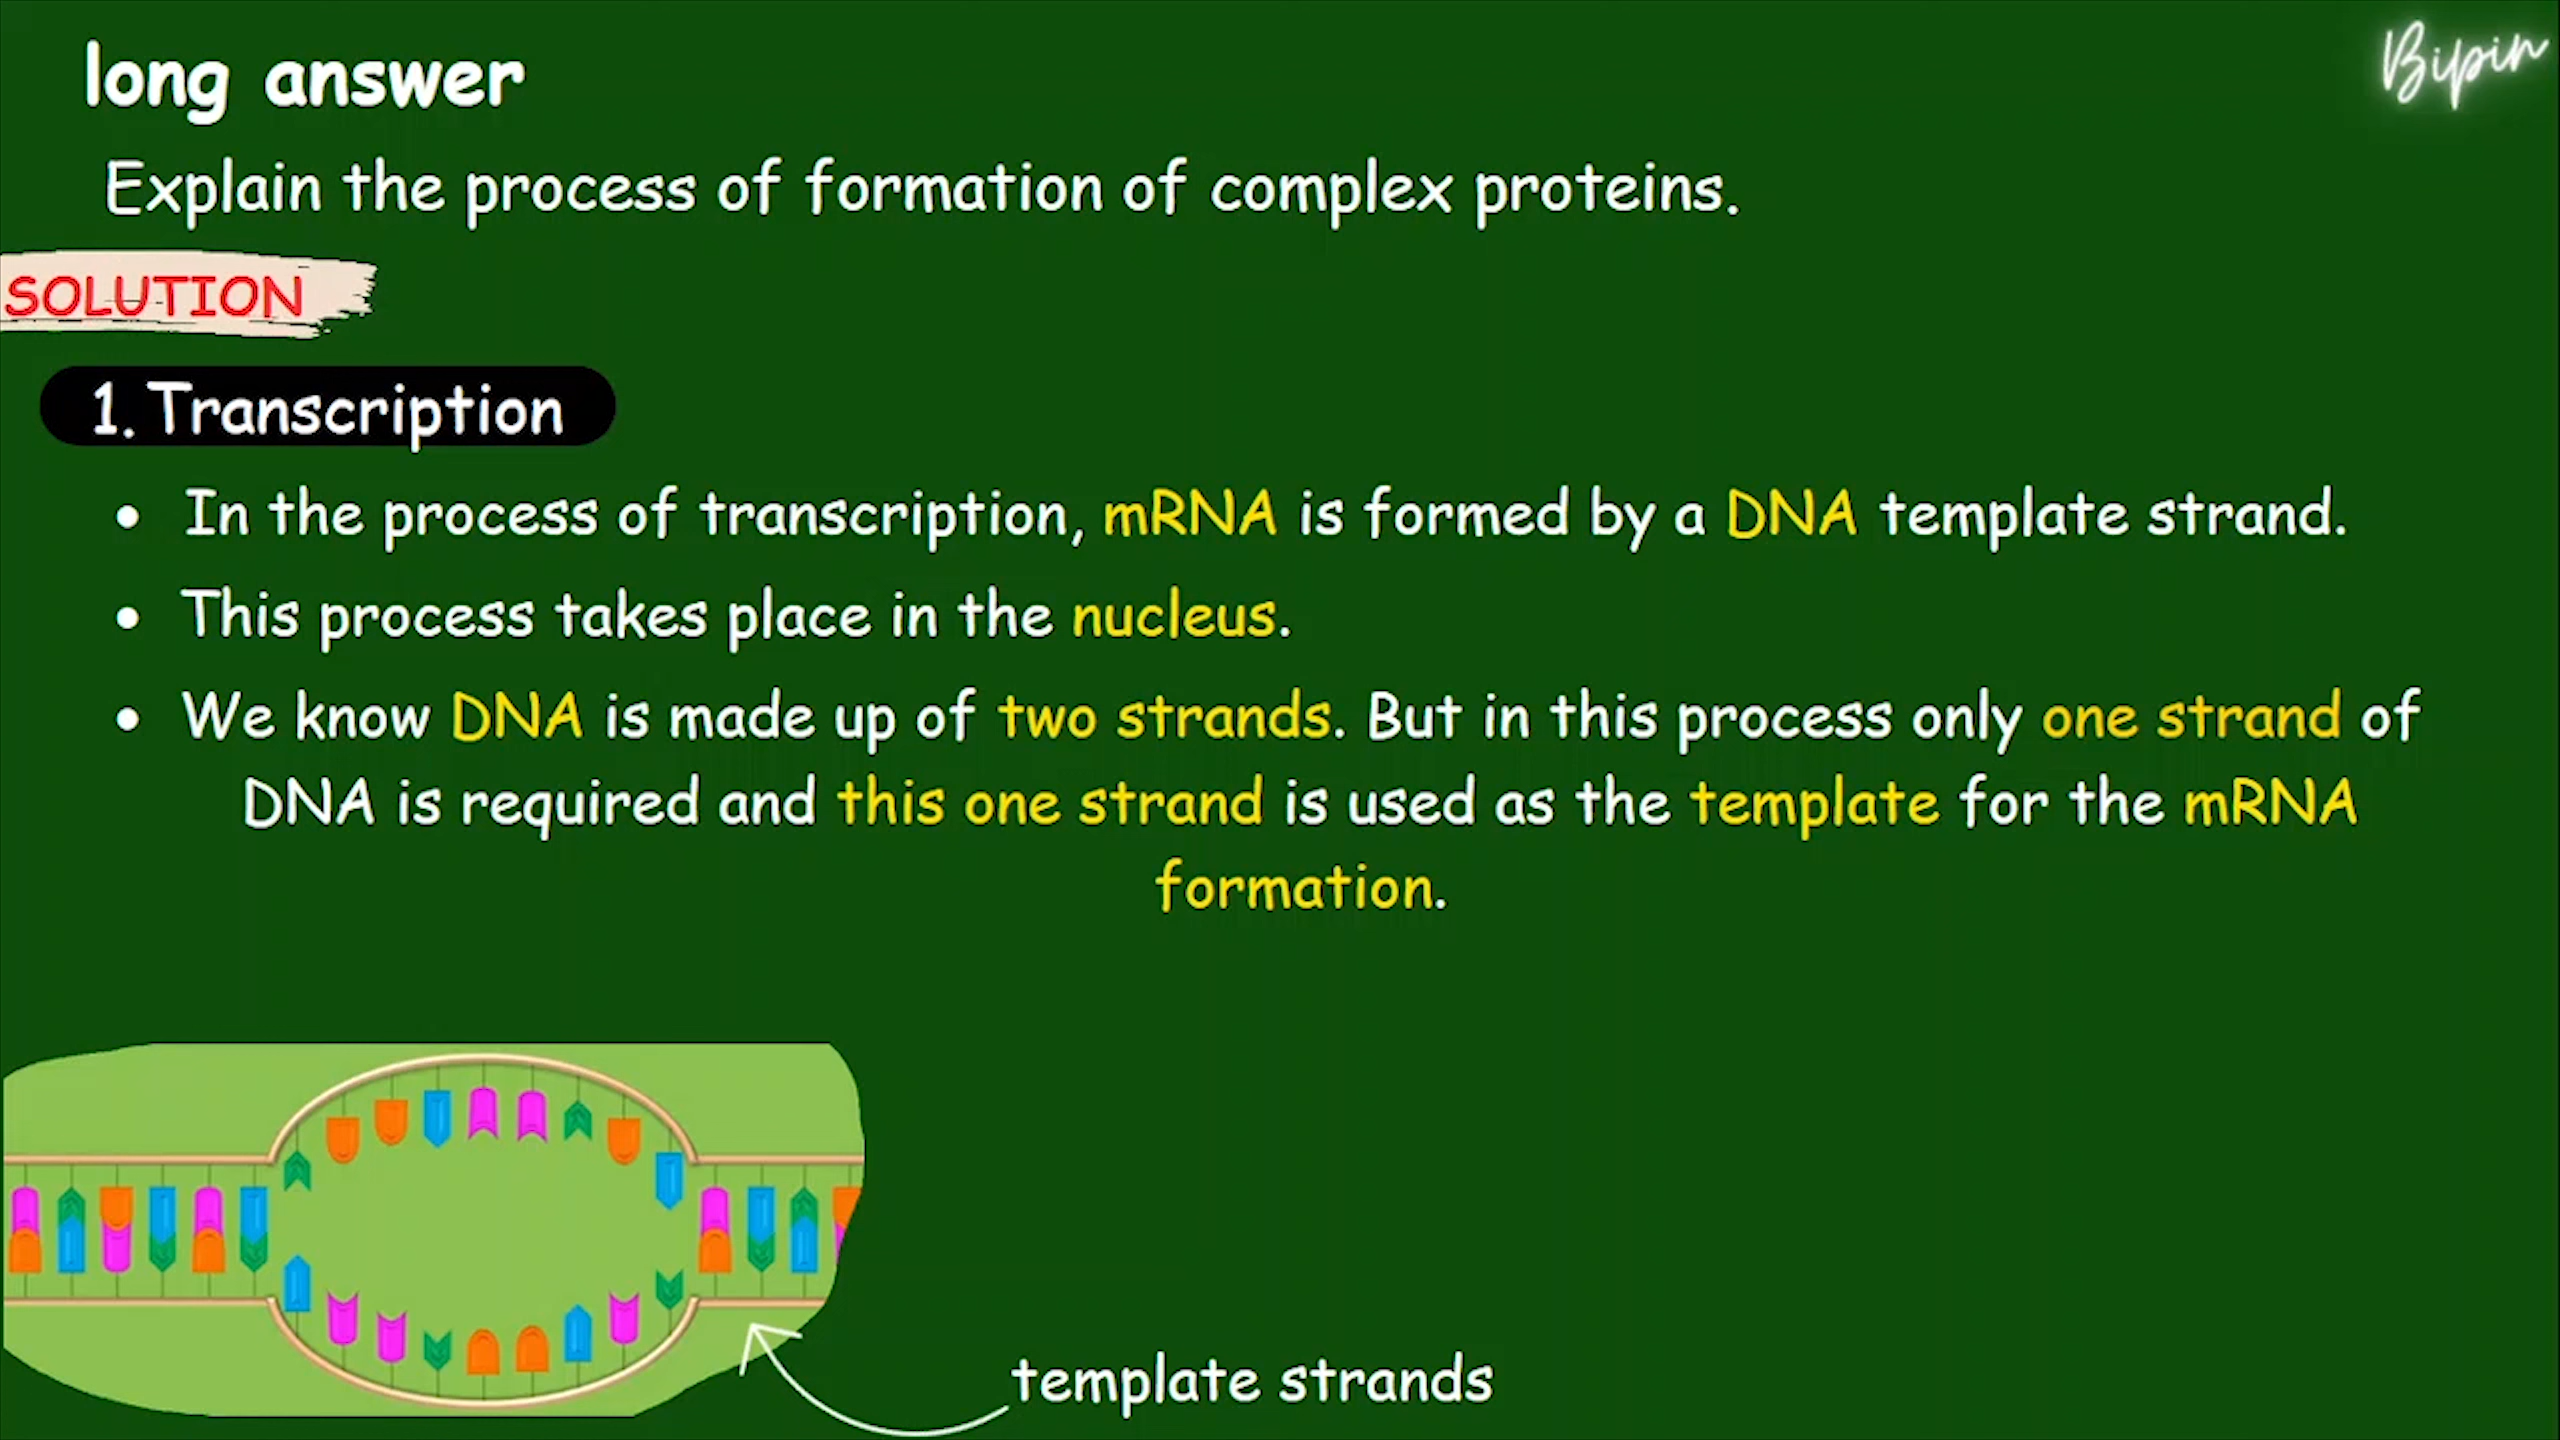 long answer
Bipin
Explain the process of formation of complex proteins.
SOLUTION
1. Transcription
• In the process of transcription, mRNA is formed by a DNA template strand.
• This process takes place in the nucleus.
• We know DNA is made up of two strands. But in this process only one strand of
DNA is required and this one strand is used as the template for the mRNA
formation.
template strands